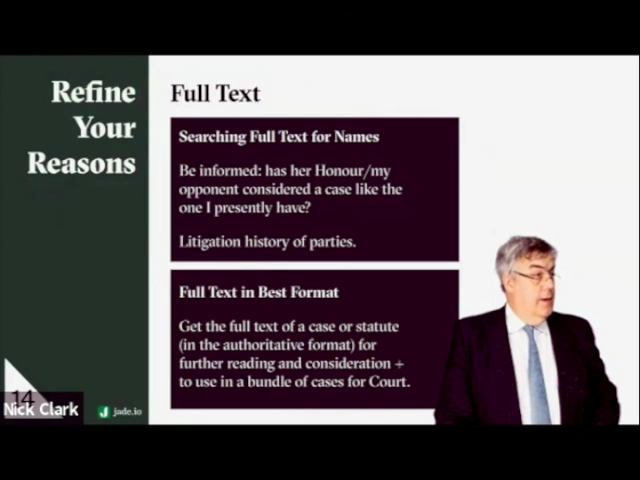 Refine
Your
Reasons
Full Text
Searching Full Text for Names
Be informed: has her Honour/my
opponent considered a case like the
one I presently have?
Litigation history of parties.
Full Text in Best Format
Get the full text of a case or statute
(in the authoritative format) for
further reading and consideration +
to use in a bundle of cases for Court.
14
Nick Clark
jade.io